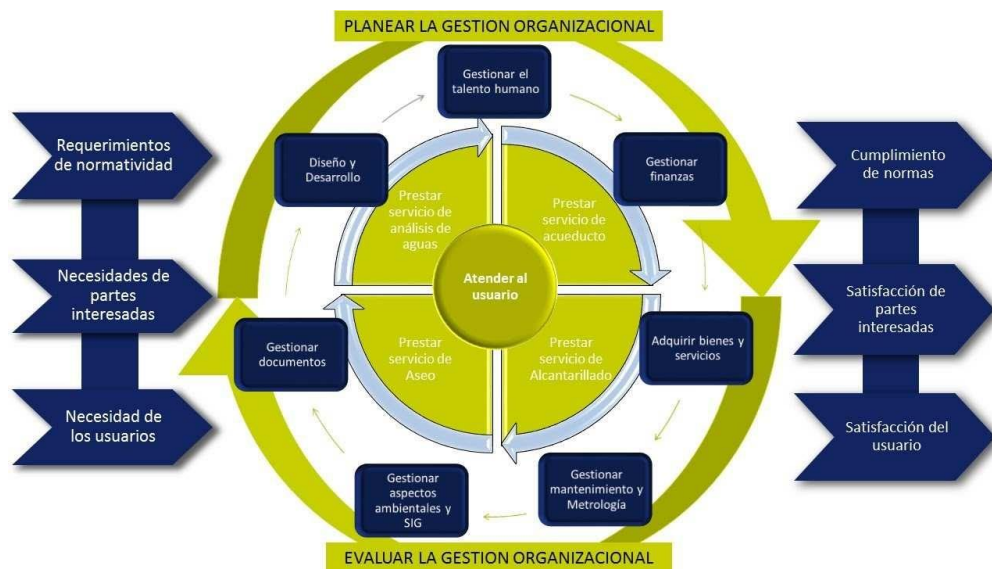 PLANEAR LA GESTION ORGANIZACIONAL
Gestionar el
talento humano
Requerimientos
de normatividad
Diseño y
Desarrollo
Gestionar
finanzas
Cumplimiento
de normas
Prestar
servicio de
análisis de
aguas
Prestar
servicio de
acueducto
Atender al
usuario
Necesidades de
partes
interesadas
Satisfacción de
partes
interesadas
Gestionar
documentos
Prestar
servicio de
Aseo
Prestar
servicio de
Alcantarillado
Adquirir bienes y
servicios
Necesidad de
los usuarios
Satisfacción del
usuario
Gestionar
aspectos
ambientales y
SIG
Gestionar
mantenimiento y
Metrología
EVALUAR LA GESTION ORGANIZACIONAL